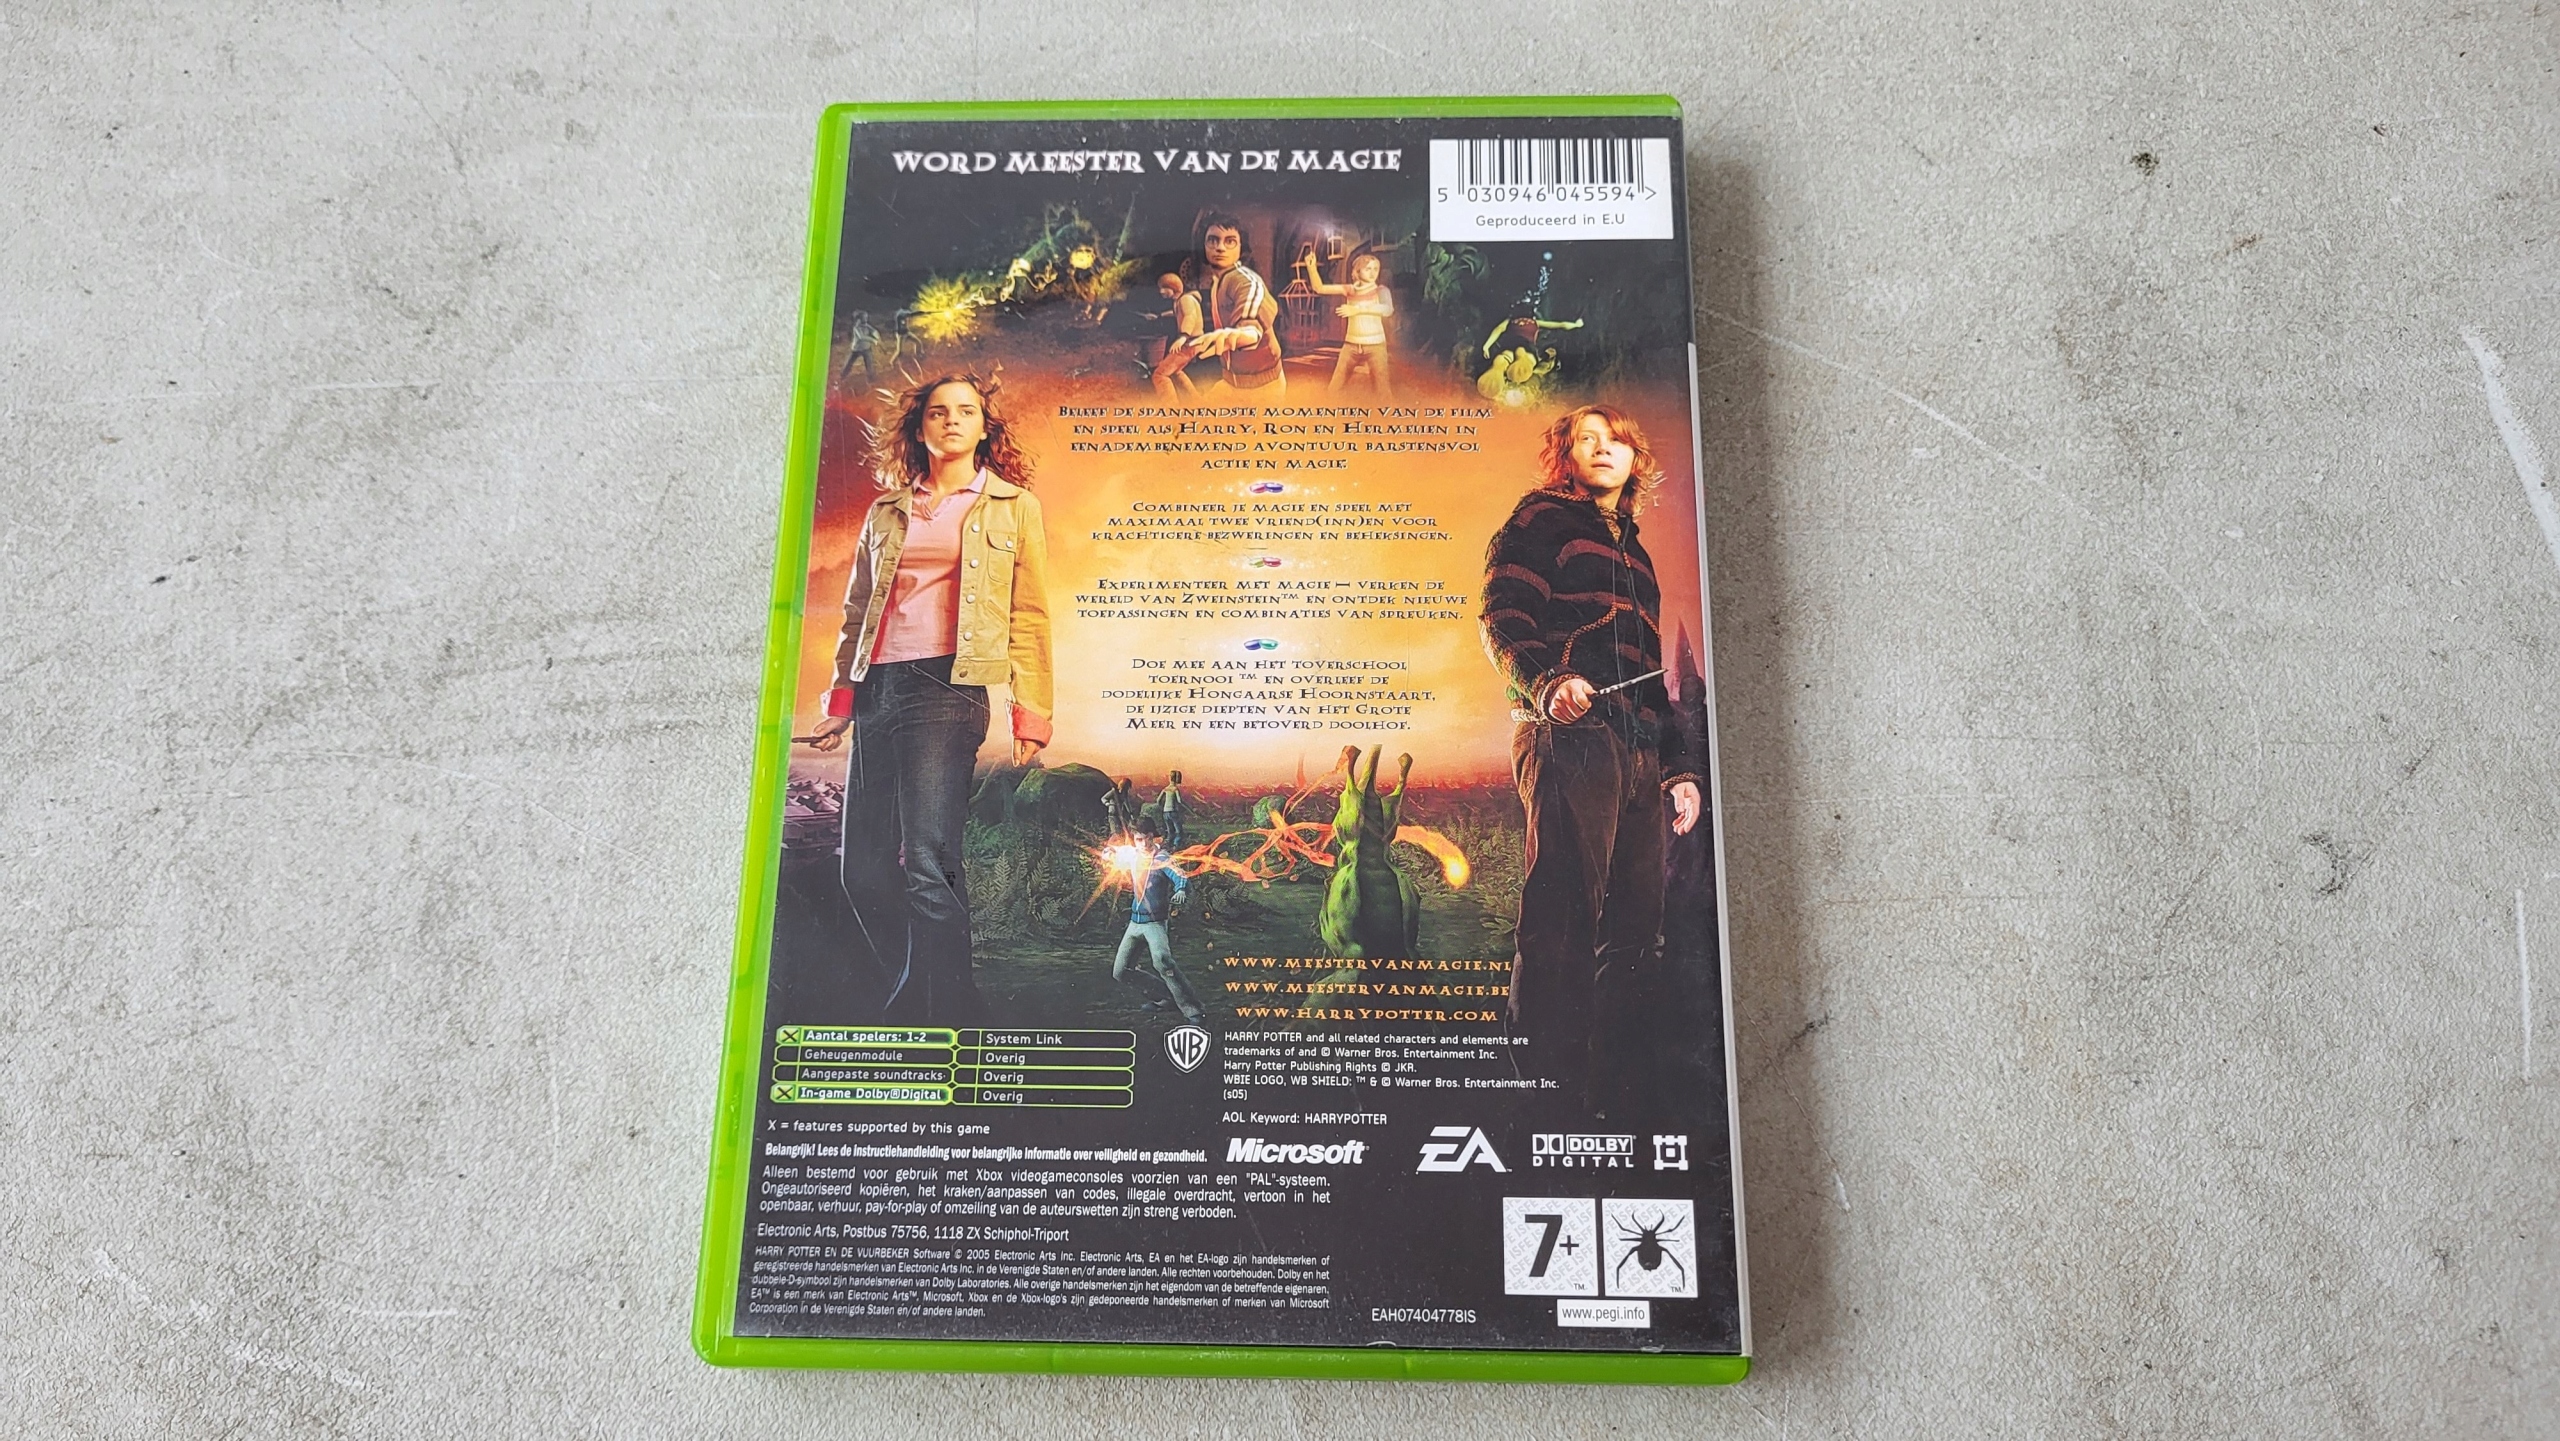 WORD MEESTER VAN DE MAGIE
5 030946 045594 >
Geproduceerd in E.U
BELEEF DE SPANNENDSTE MOMENTEN VAN DE FILM
EN SPEEL ALS HARRY, RON EN HERMELIEN IN
EEN ADEMBENEMEND AVONTUUR BARSTENSVOL
ACTIE EN MAGIE.
COMBINEER JE MAGIE EN SPEEL MET
MAXIMAAL TWEE VRIEND(INN)EN VOOR
KRACHTIGERE BEZWERINGEN EN BEHEKSINGEN.
EXPERIMENTEER MET MAGIE — VERKEN DE
WERELD VAN ZWEINSTEIN™ EN ONTDEK NIEUWE
TOEPASSINGEN EN COMBINATIES VAN SPREUKEN.
DOE MEE AAN HET TOVERSCHOOL
TOERNOOI ™ EN OVERLEEF DE
DODELIJKE HONGAARSE HOORNSTAART,
DE IJZIGE DIEPTEN VAN HET GROTE
MEER EN EEN BETOVERD DOOLHOF.
WWW.MEESTERVANMAGIE.NL
WWW.MEESTERVANMAGIE.BE
WWW.HARRYPOTTER.COM
X Aantal spelers: 1-2 System Link
Geheugenmodule Overig
Aangepaste soundtracks Overig
X In-game Dolby®Digital Overig
X = features supported by this game
WB
HARRY POTTER and all related characters and elements are
trademarks of and © Warner Bros. Entertainment Inc.
Harry Potter Publishing Rights © JKR.
WBIE LOGO, WB SHIELD: ™ & © Warner Bros. Entertainment Inc.
(s05)
AOL Keyword: HARRYPOTTER
Belangrijk! Lees de instructiehandleiding voor belangrijke informatie over veiligheid en gezondheid.
Microsoft
EA
DOLBY
DIGITAL
Alleen bestemd voor gebruik met Xbox videogameconsoles voorzien van een "PAL"-systeem.
Ongeautoriseerd kopiëren, het kraken/aanpassen van codes, illegale overdracht, vertoon in het
openbaar, verhuur, pay-for-play of omzeiling van de auteurswetten zijn streng verboden.
Electronic Arts, Postbus 75756, 1118 ZX Schiphol-Triport
HARRY POTTER EN DE VUURBEKER Software © 2005 Electronic Arts Inc. Electronic Arts, EA en het EA-logo zijn handelsmerken of
geregistreerde handelsmerken van Electronic Arts Inc. in de Verenigde Staten en/of andere landen. Alle rechten voorbehouden. Dolby en het
dubbele-D-symbool zijn handelsmerken van Dolby Laboratories. Alle overige handelsmerken zijn het eigendom van de betreffende eigenaren.
EA™ is een merk van Electronic Arts™, Microsoft, Xbox en de Xbox-logo's zijn gedeponeerde handelsmerken of merken van Microsoft
Corporation in de Verenigde Staten en/of andere landen.
7+
EAH07404778IS
www.pegi.info